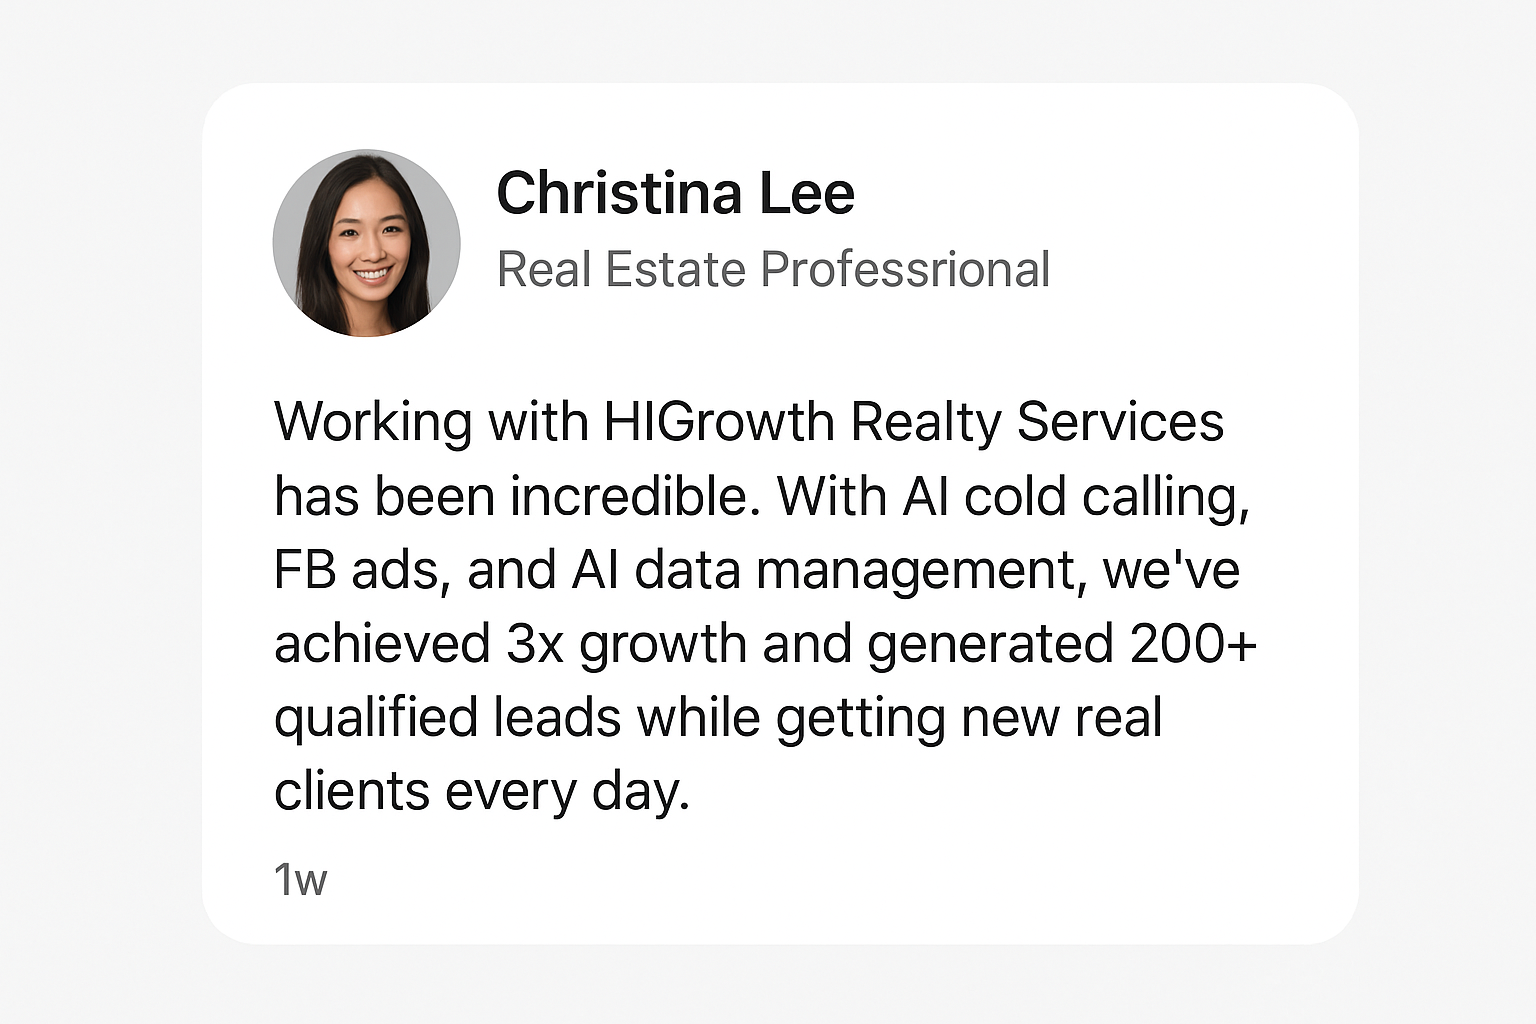 Christina Lee
Real Estate Professrional
Working with HIGrowth Realty Services
has been incredible. With AI cold calling,
FB ads, and AI data management, we've
achieved 3x growth and generated 200+
qualified leads while getting new real
clients every day.
1w